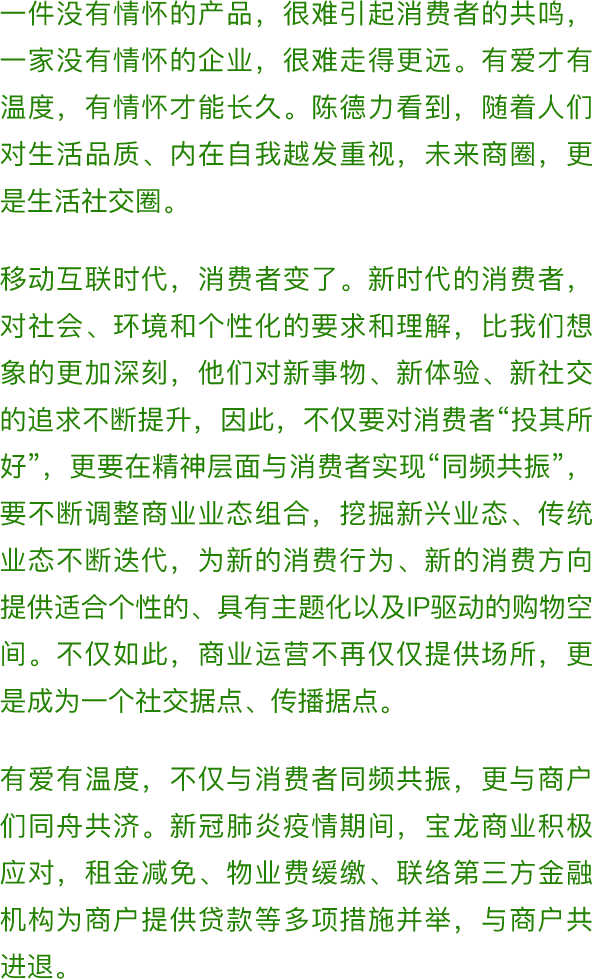 一件没有情怀的产品，很难引起消费者的共鸣，
一家没有情怀的企业，很难走得更远。有爱才有
温度，有情怀才能长久。陈德力看到，随着人们
对生活品质、内在自我越发重视，未来商圈，更
是生活社交圈。
移动互联时代，消费者变了。新时代的消费者，
对社会、环境和个性化的要求和理解，比我们想
象的更加深刻，他们对新事物、新体验、新社交
的追求不断提升，因此，不仅要对消费者“投其所
好”，更要在精神层面与消费者实现“同频共振”，
要不断调整商业业态组合，挖掘新兴业态、传统
业态不断迭代，为新的消费行为、新的消费方向
提供适合个性的、具有主题化以及IP驱动的购物空
间。不仅如此，商业运营不再仅仅提供场所，更
是成为一个社交据点、传播据点。
有爱有温度，不仅与消费者同频共振，更与商户
们同舟共济。新冠肺炎疫情期间，宝龙商业积极
应对，租金减免、物业费缓缴、联络第三方金融
机构为商户提供贷款等多项措施并举，与商户共
进退。